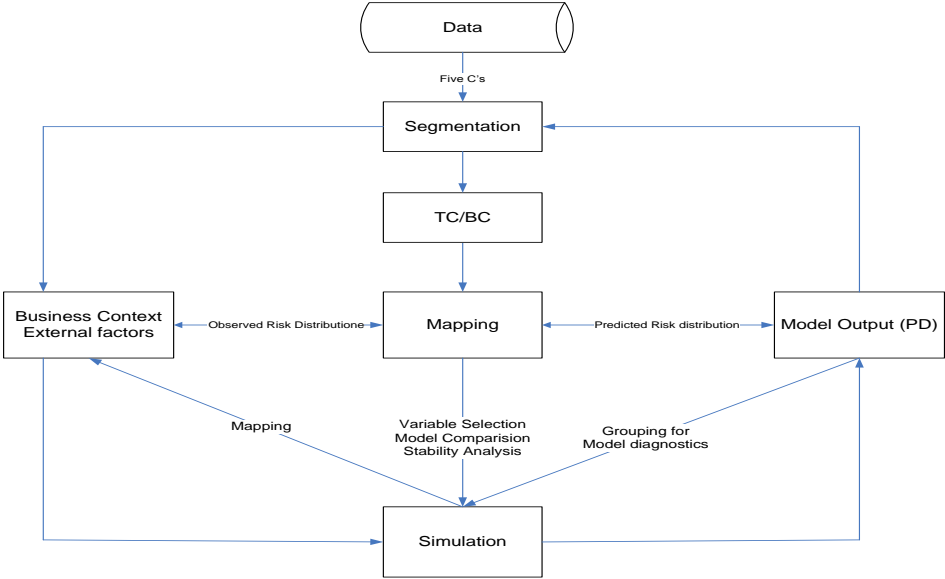 Data
Five C's
Segmentation
TC/BC
Business Context
External factors
Observed Risk Distributione
Mapping
Predicted Risk distribution
Model Output (PD)
Mapping
Variable Selection
Model Comparision
Stability Analysis
Grouping for
Model diagnostics
Simulation